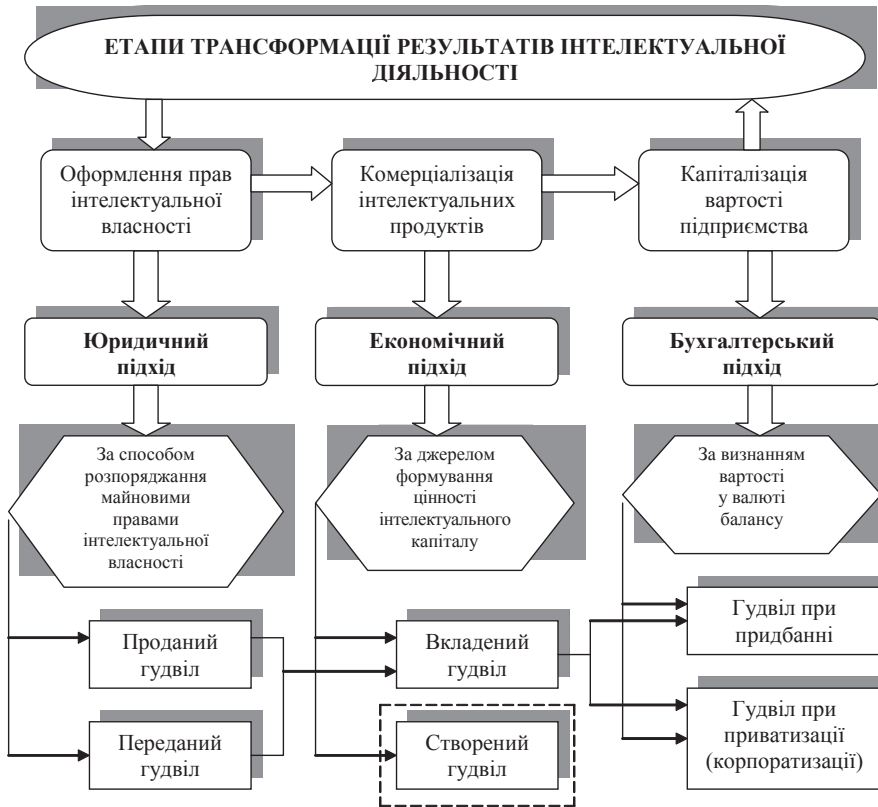 ЕТАПИ ТРАНСФОРМАЦІЇ РЕЗУЛЬТАТІВ ІНТЕЛЕКТУАЛЬНОЇ
ДІЯЛЬНОСТІ
Оформлення прав
інтелектуальної
власності
Комерціалізація
інтелектуальних
продуктів
Капіталізація
вартості
підприємства
Юридичний
підхід
Економічний
підхід
Бухгалтерський
підхід
За способом
розпоряджання
майновими
правами
інтелектуальної
власності
За джерелом
формування
цінності
інтелектуального
капіталу
За визнанням
вартості
у валюті
балансу
Проданий
гудвіл
Вкладений
гудвіл
Гудвіл при
придбанні
Переданий
гудвіл
Створений
гудвіл
Гудвіл при
приватизації
(корпоратизації)